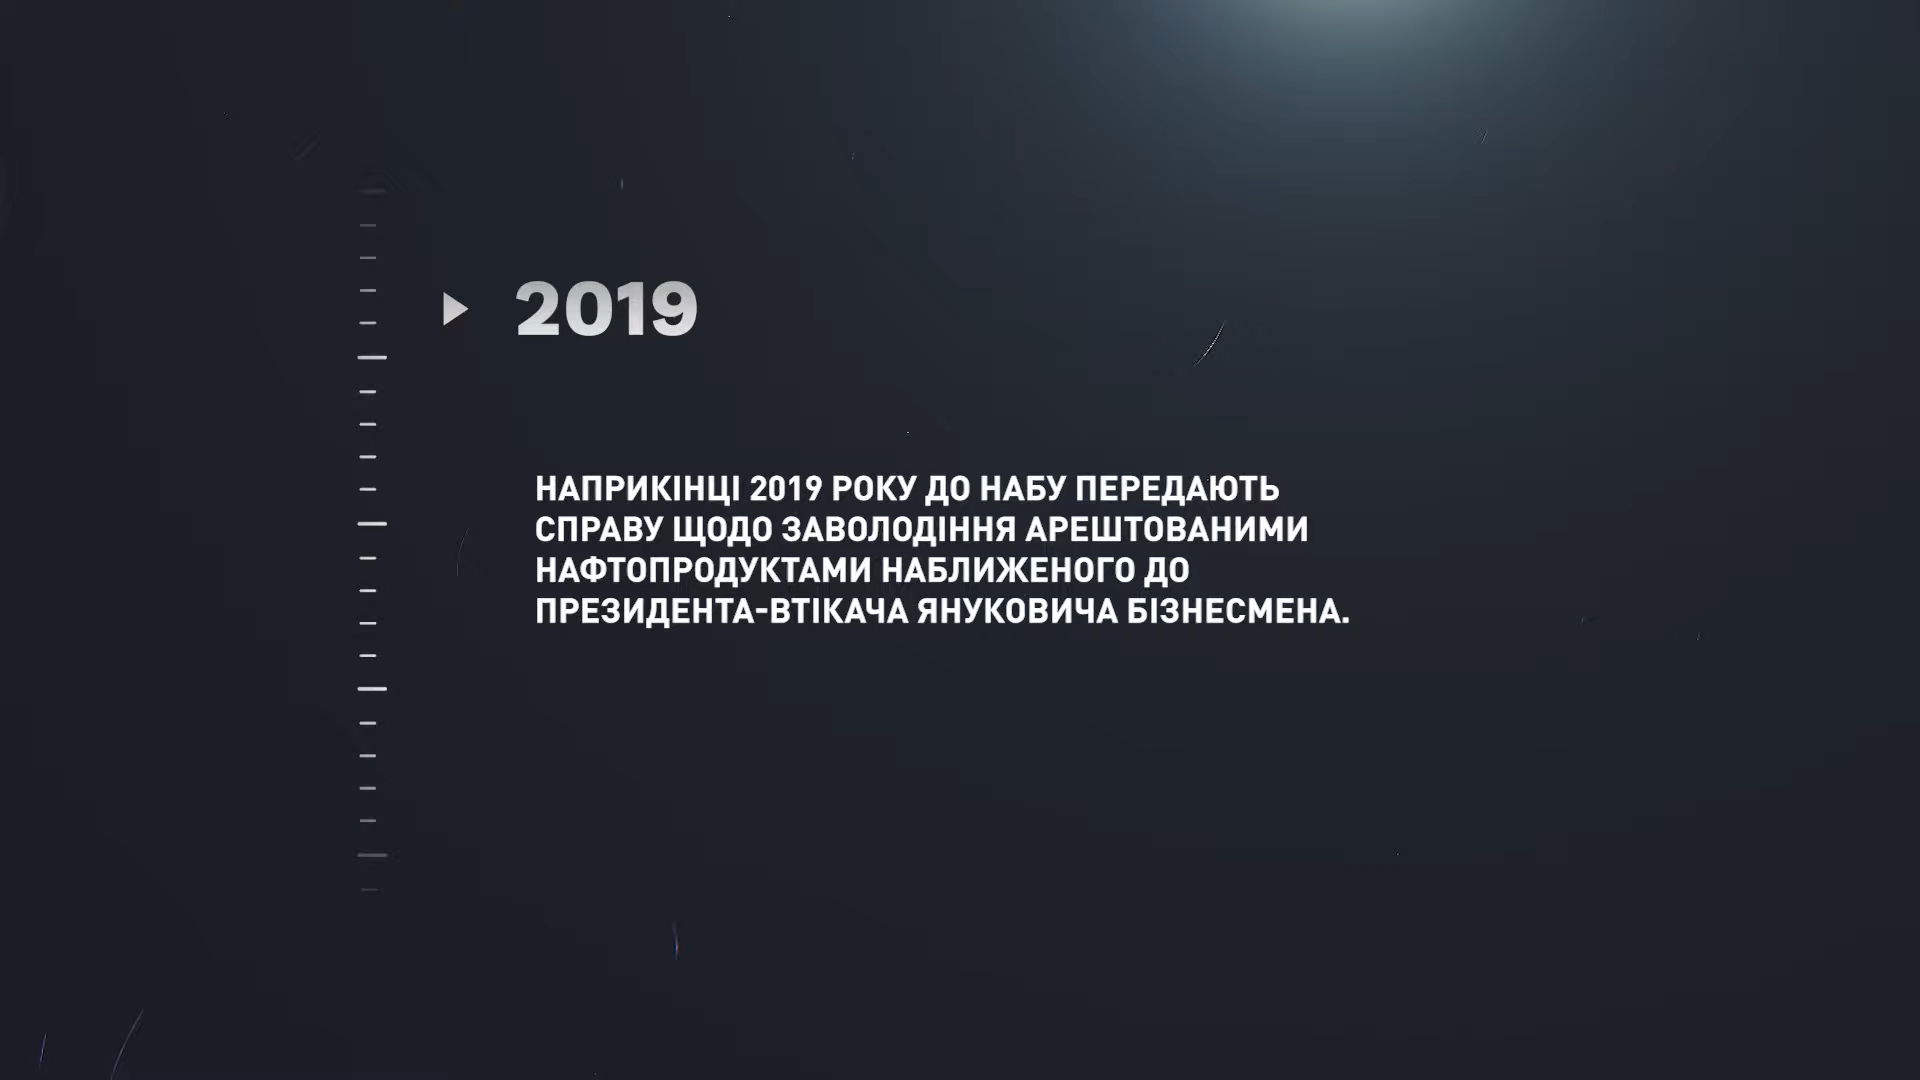 2019
НАПРИКІНЦІ 2019 РОКУ ДО НАБУ ПЕРЕДАЮТЬ
СПРАВУ ЩОДО ЗАВОЛОДІННЯ АРЕШТОВАНИМИ
НАФТОПРОДУКТАМИ НАБЛИЖЕНОГО ДО
ПРЕЗИДЕНТА-ВТІКАЧА ЯНУКОВИЧА БІЗНЕСМЕНА.